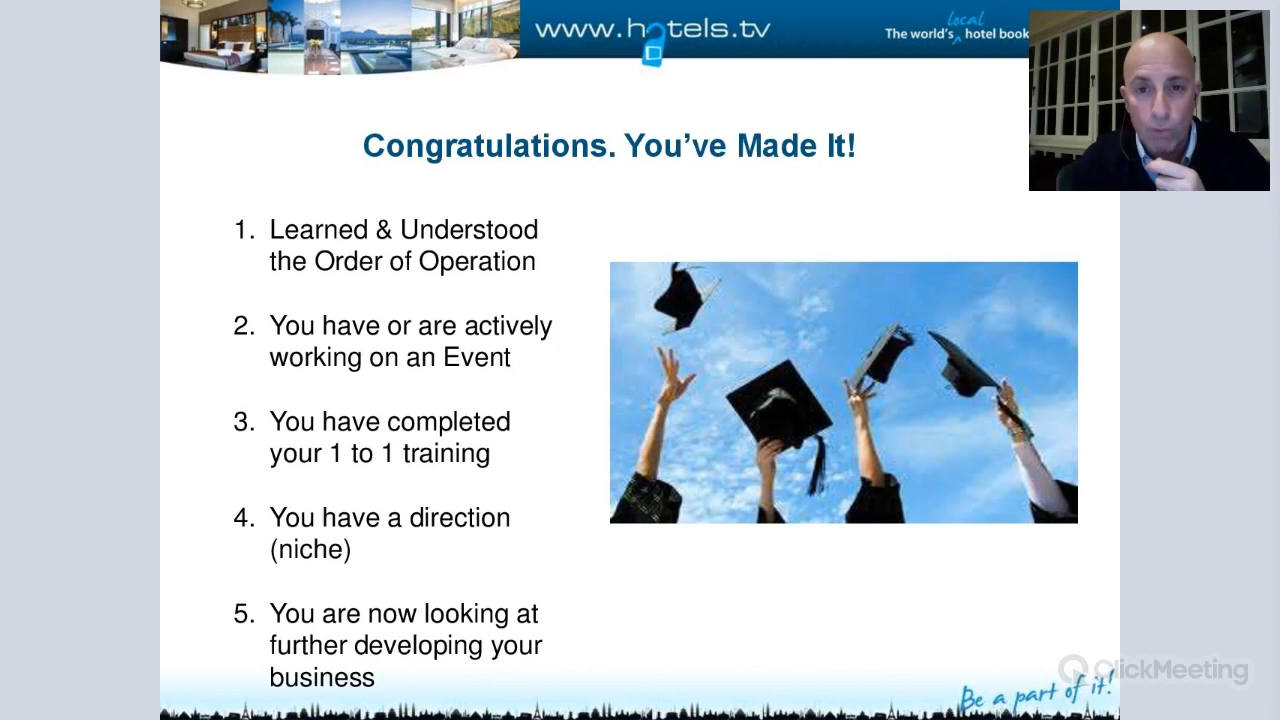 www.hotels.tv
local
The world's hotel book
Congratulations. You've Made It!
1. Learned & Understood
the Order of Operation
2. You have or are actively
working on an Event
3. You have completed
your 1 to 1 training
4. You have a direction
(niche)
5. You are now looking at
further developing your
business
ClickMeeting
Be a part of it!